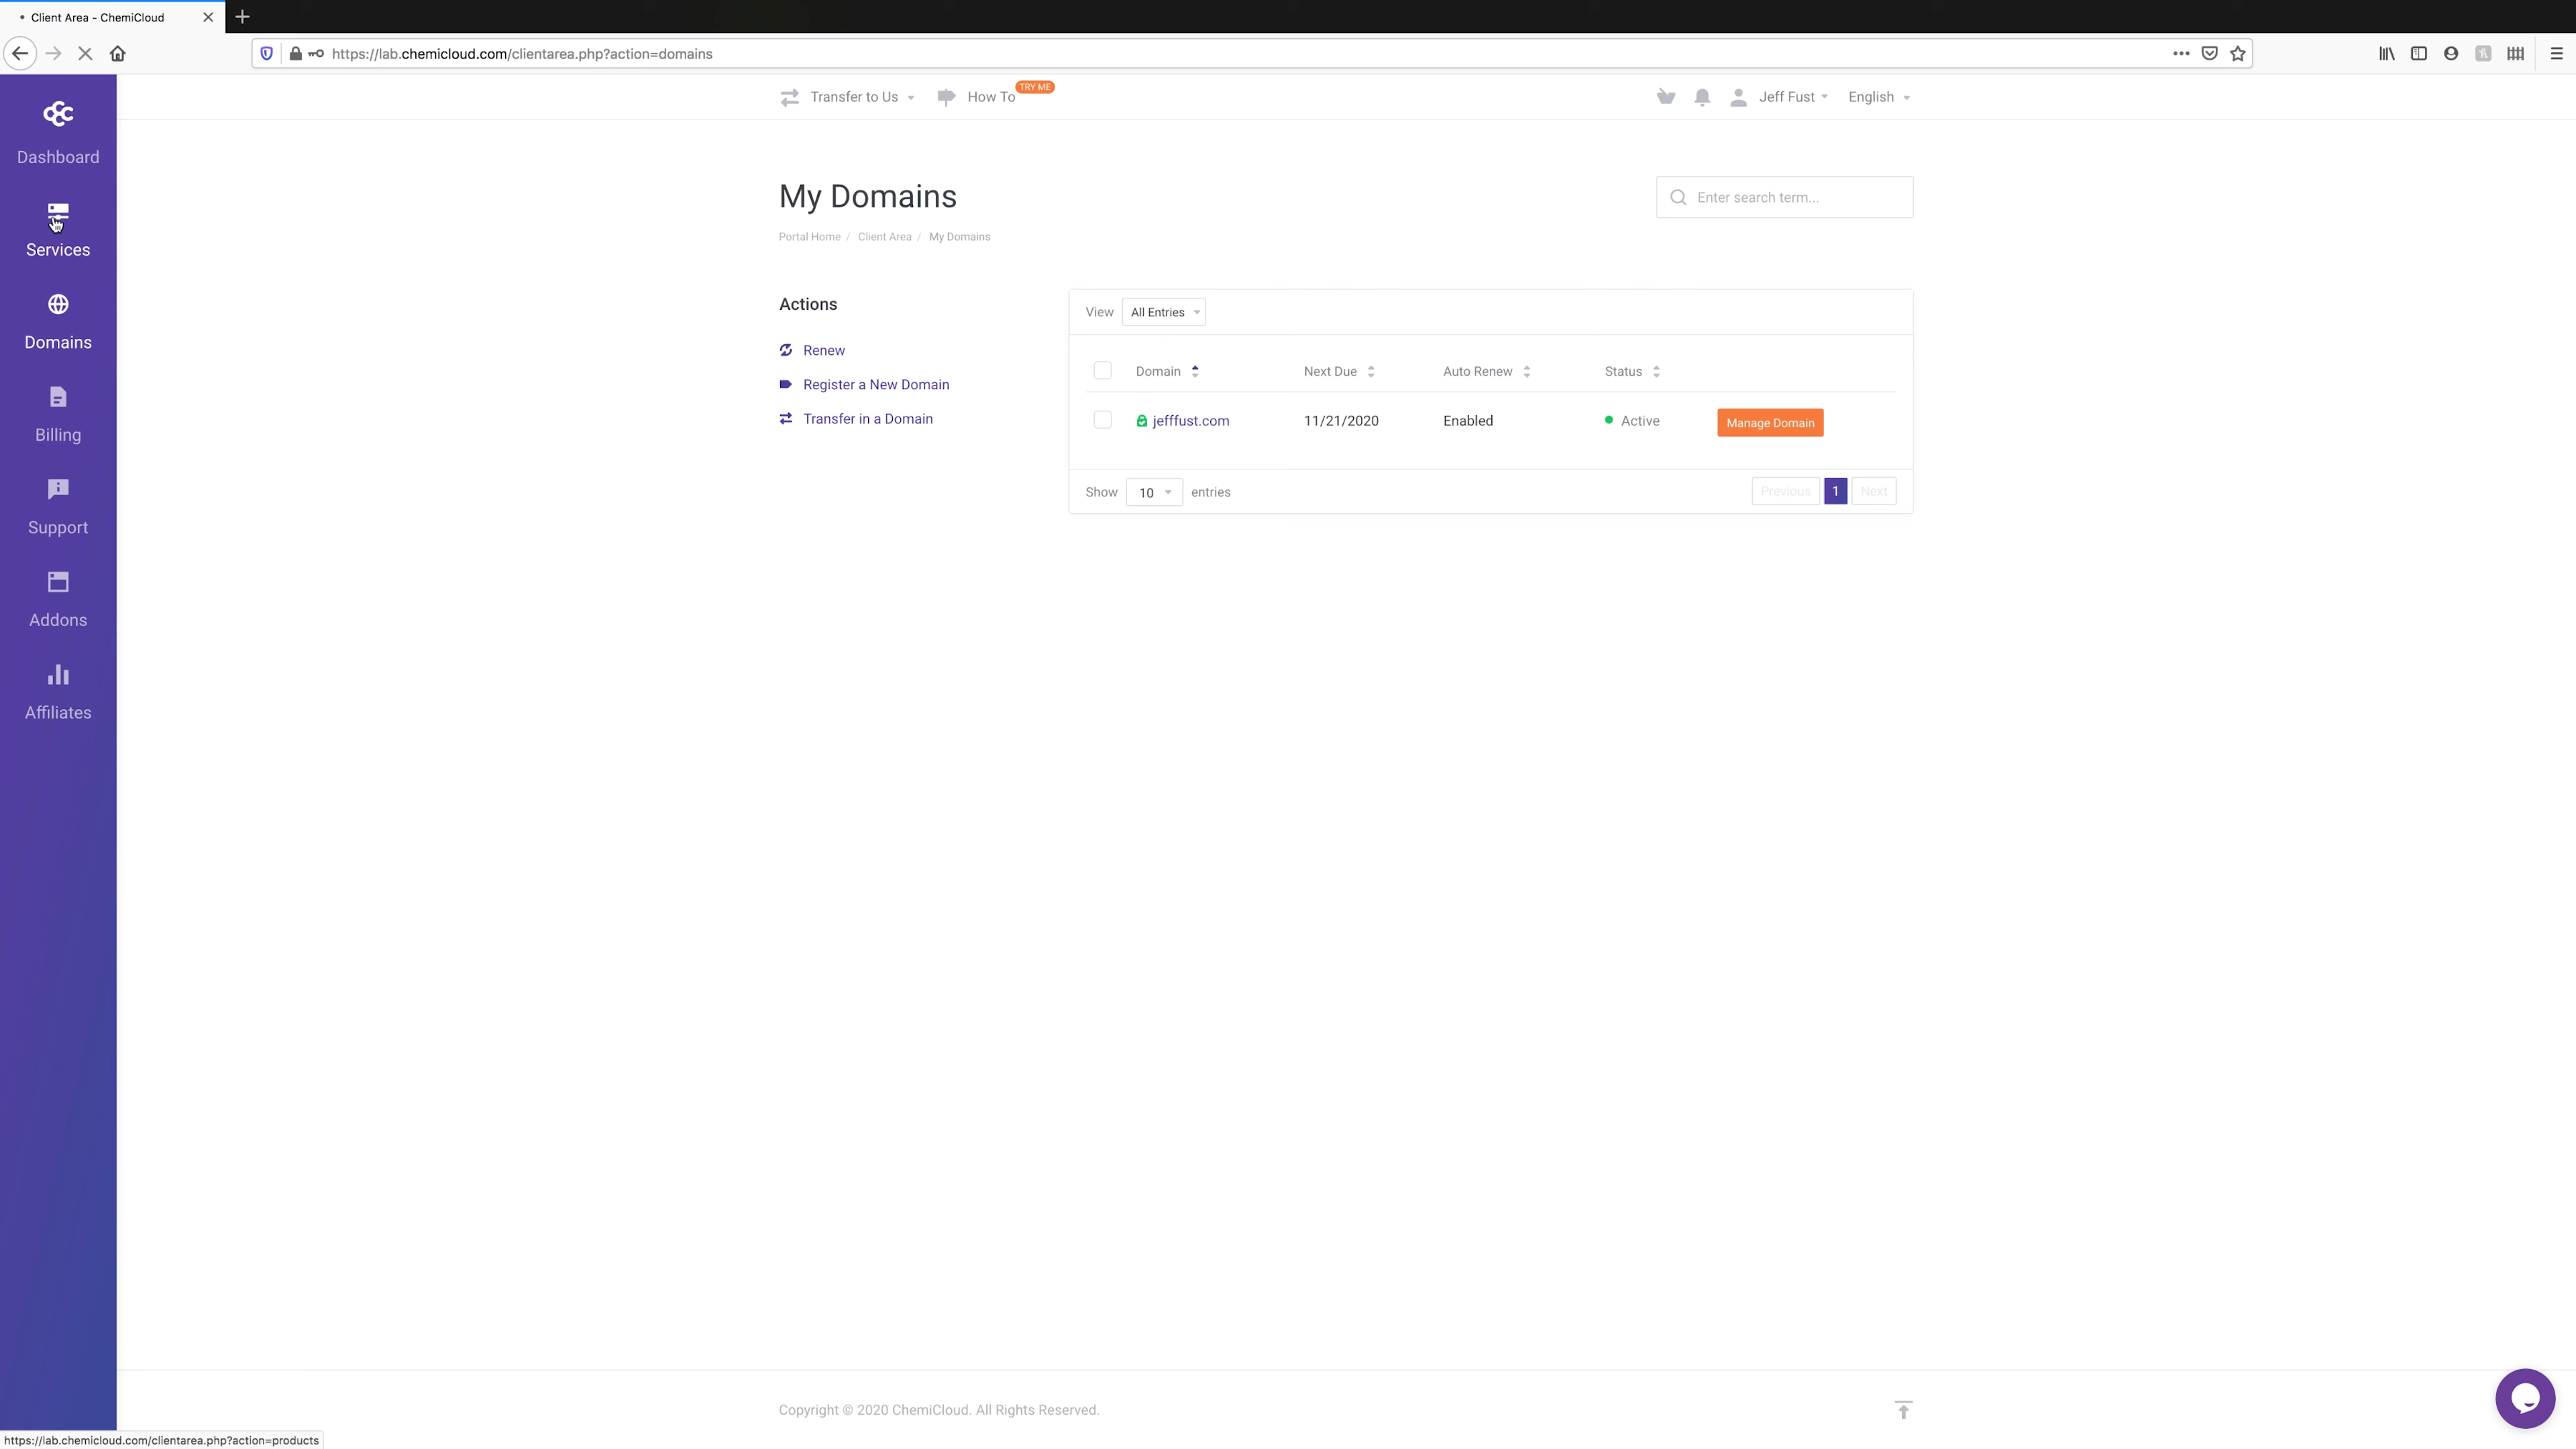 Client Area - ChemiCloud
https://lab.chemicloud.com/clientarea.php?action=domains
Transfer to Us
How To
TRY ME
Jeff Fust
English
Dashboard
Services
Domains
Billing
Support
Addons
Affiliates
My Domains
Enter search term...
Portal Home / Client Area / My Domains
Actions
Renew
Register a New Domain
Transfer in a Domain
View All Entries
Domain Next Due Auto Renew Status
jefffust.com 11/21/2020 Enabled Active Manage Domain
Show 10 entries Previous 1 Next
Copyright © 2020 ChemiCloud. All Rights Reserved.
https://lab.chemicloud.com/clientarea.php?action=products